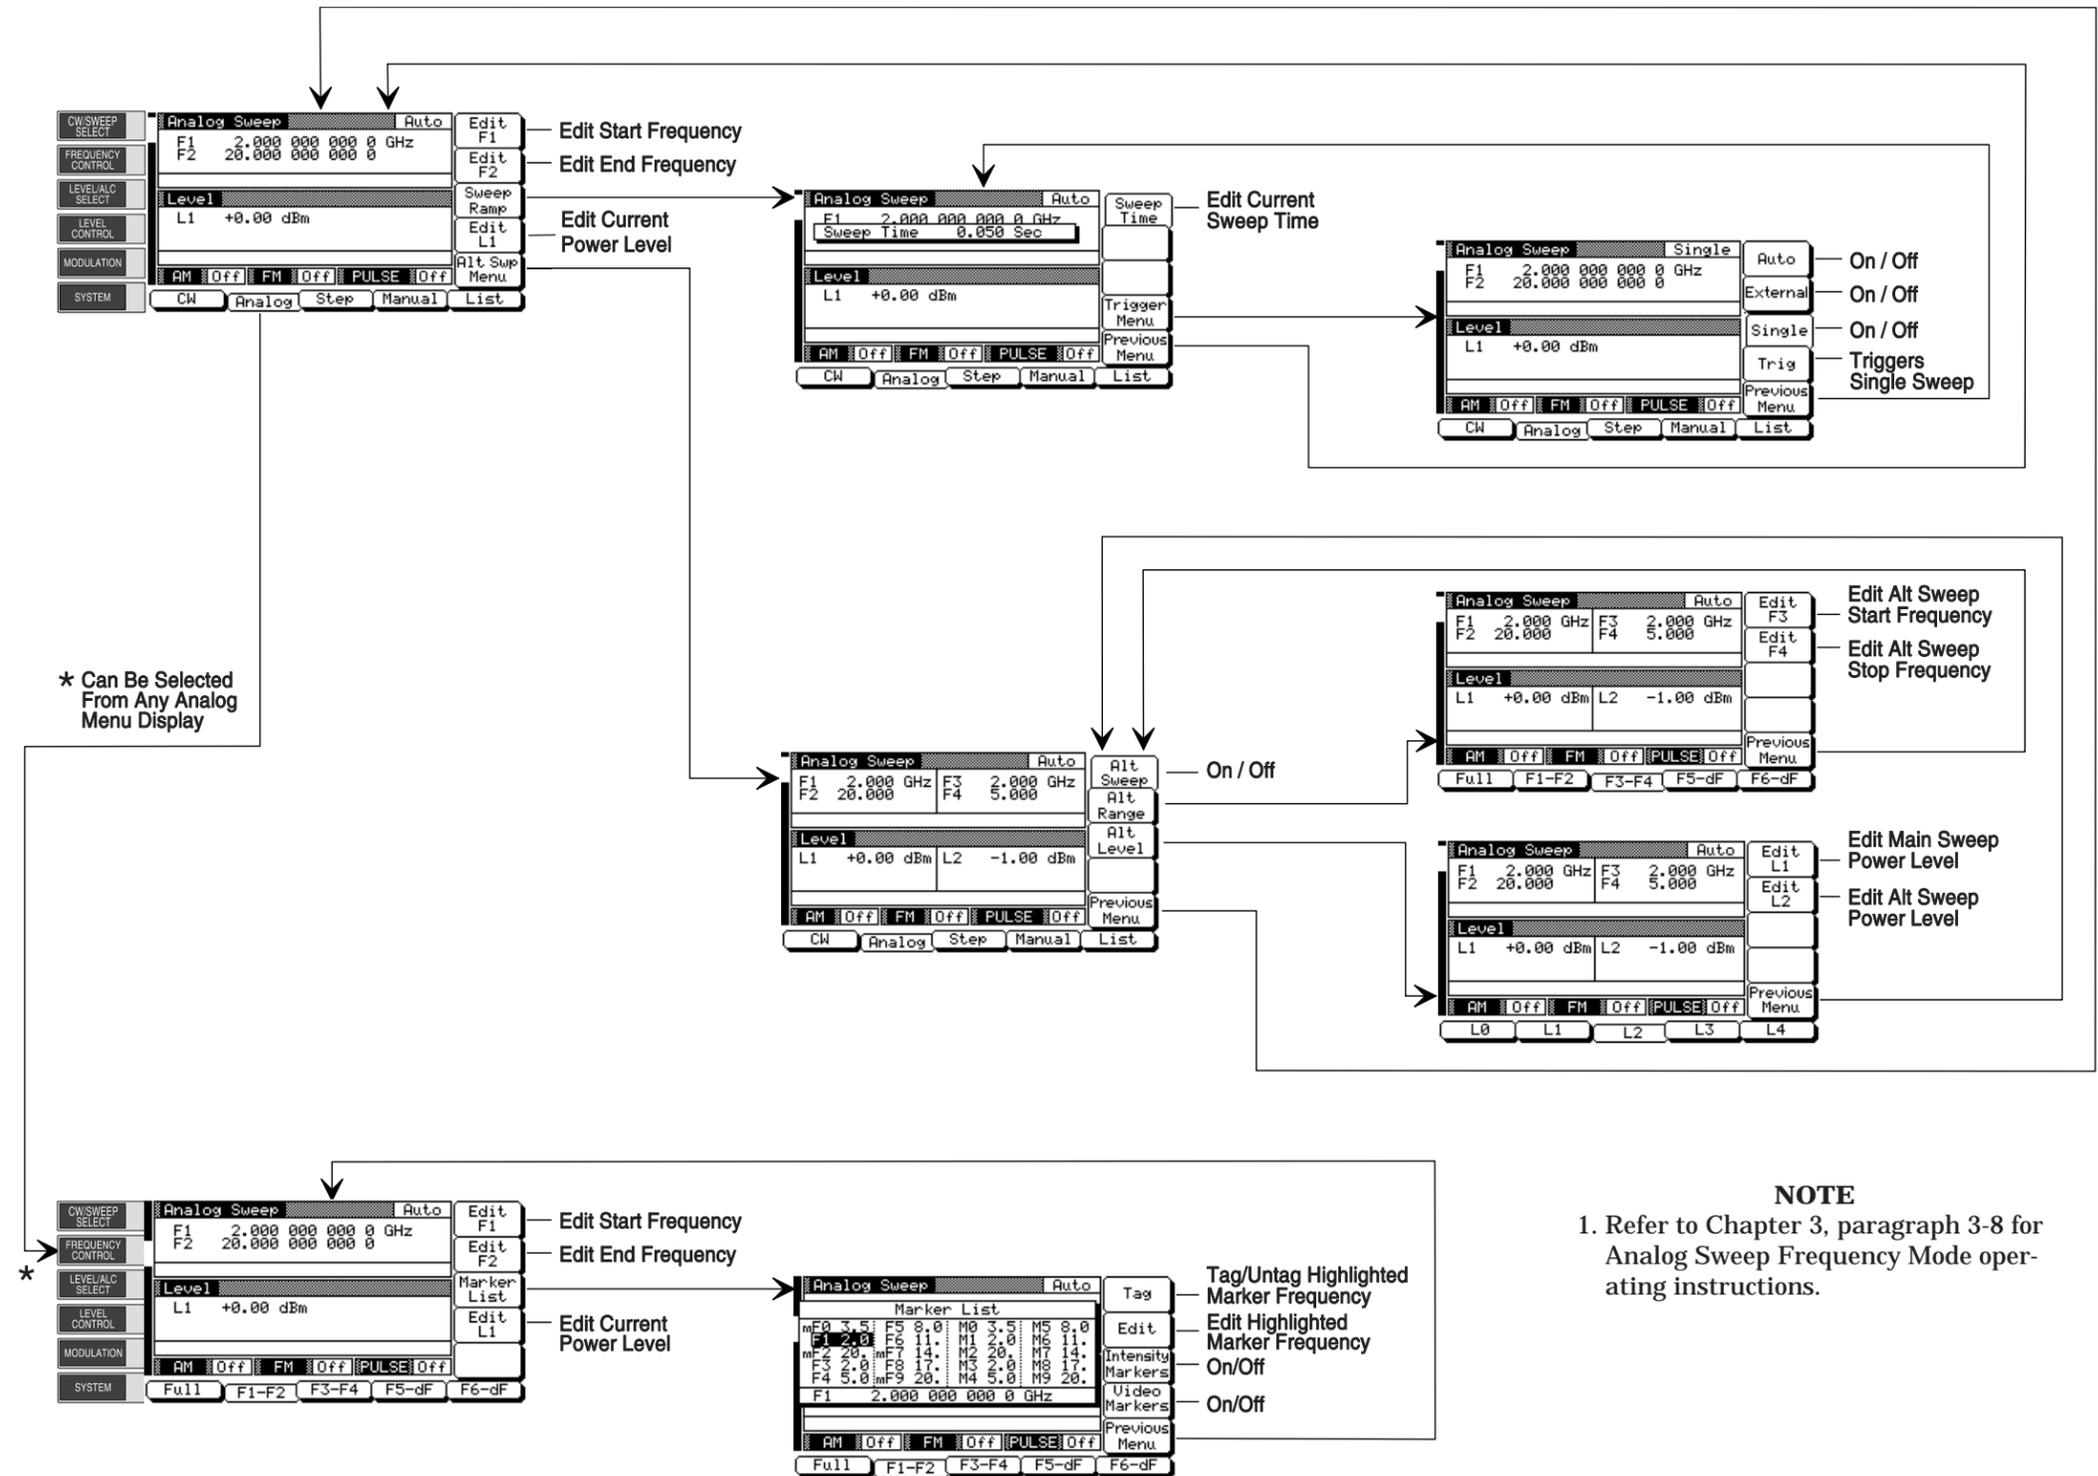 CW/SWEEP
SELECT
FREQUENCY
CONTROL
LEVEL/ALC
SELECT
LEVEL
CONTROL
MODULATION
SYSTEM
Analog Sweep Auto
F1 2.000 000 000 0 GHz
F2 20.000 000 000 0
Level
L1 +0.00 dBm
AM Off FM Off PULSE Off
CW Analog Step Manual List
Edit
F1
Edit
F2
Sweep
Ramp
Edit
L1
Alt Swp
Menu
Edit Start Frequency
Edit End Frequency
Edit Current
Power Level
Analog Sweep Auto
F1 2.000 000 000 0 GHz
Sweep Time 0.050 Sec
Level
L1 +0.00 dBm
AM Off FM Off PULSE Off
CW Analog Step Manual List
Sweep
Time
Trigger
Menu
Previous
Menu
Edit Current
Sweep Time
Analog Sweep Single
F1 2.000 000 000 0 GHz
F2 20.000 000 000 0
Level
L1 +0.00 dBm
AM Off FM Off PULSE Off
CW Analog Step Manual List
Auto
External
Single
Trig
Previous
Menu
On / Off
On / Off
On / Off
Triggers
Single Sweep
* Can Be Selected
From Any Analog
Menu Display
Analog Sweep Auto
F1 2.000 GHz F3 2.000 GHz
F2 20.000 F4 5.000
Level
L1 +0.00 dBm L2 -1.00 dBm
AM Off FM Off PULSE Off
CW Analog Step Manual List
Alt
Sweep
Alt
Range
Alt
Level
Previous
Menu
On / Off
Analog Sweep Auto
F1 2.000 GHz F3 2.000 GHz
F2 20.000 F4 5.000
Level
L1 +0.00 dBm L2 -1.00 dBm
AM Off FM Off PULSE Off
Full F1-F2 F3-F4 F5-dF F6-dF
Edit
F3
Edit
F4
Previous
Menu
Edit Alt Sweep
Start Frequency
Edit Alt Sweep
Stop Frequency
Analog Sweep Auto
F1 2.000 GHz F3 2.000 GHz
F2 20.000 F4 5.000
Level
L1 +0.00 dBm L2 -1.00 dBm
AM Off FM Off PULSE Off
L0 L1 L2 L3 L4
Edit
L1
Edit
L2
Previous
Menu
Edit Main Sweep
Power Level
Edit Alt Sweep
Power Level
CW/SWEEP
SELECT
FREQUENCY
CONTROL
LEVEL/ALC
SELECT
LEVEL
CONTROL
MODULATION
SYSTEM
*
Analog Sweep Auto
F1 2.000 000 000 0 GHz
F2 20.000 000 000 0
Level
L1 +0.00 dBm
AM Off FM Off PULSE Off
Full F1-F2 F3-F4 F5-dF F6-dF
Edit
F1
Edit
F2
Marker
List
Edit
L1
Edit Start Frequency
Edit End Frequency
Edit Current
Power Level
Analog Sweep Auto
Marker List
mF0 3.5 F5 8.0 M0 3.5 M5 8.0
F1 2.0 F6 11. M1 2.0 M6 11.
mF2 20. mF7 14. M2 20. M7 14.
F3 2.0 F8 17. M3 2.0 M8 17.
F4 5.0 mF9 20. M4 5.0 M9 20.
F1 2.000 000 000 0 GHz
AM Off FM Off PULSE Off
Full F1-F2 F3-F4 F5-dF F6-dF
Tag
Edit
Intensity
Markers
Video
Markers
Previous
Menu
Tag/Untag Highlighted
Marker Frequency
Edit Highlighted
Marker Frequency
On/Off
On/Off
NOTE
1. Refer to Chapter 3, paragraph 3-8 for
Analog Sweep Frequency Mode oper-
ating instructions.